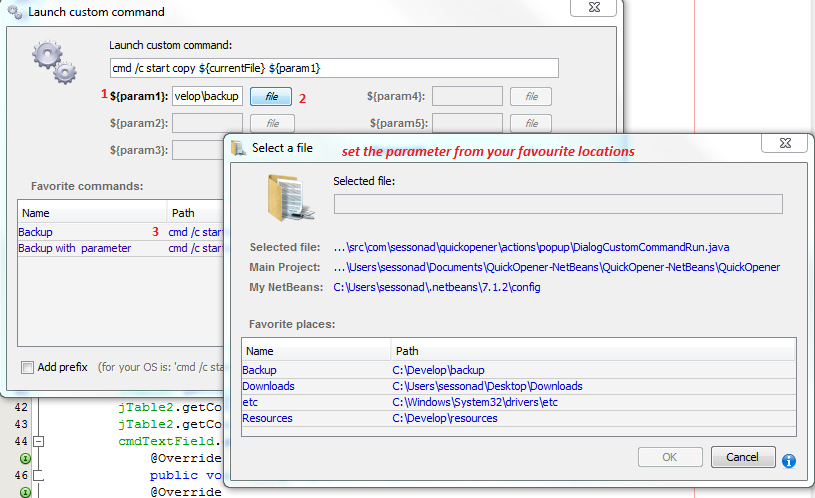 Launch custom command
Launch custom command:
cmd /c start copy ${currentFile} ${param1}
1 ${param1}: velop\backup file 2 ${param4}: file
${param2}: file ${param5}: file
${param3}:
Favorite commands:
Name Path
Backup 3 cmd /c star
Backup with parameter cmd /c star
Add prefix (for your OS is: 'cmd /c sta
Select a file
set the parameter from your favourite locations
Selected file:
Selected file: ...\src\com\sessonad\quickopener\actions\popup\DialogCustomCommandRun.java
Main Project: ...\Users\sessonad\Documents\QuickOpener-NetBeans\QuickOpener-NetBeans\QuickOpener
My NetBeans: C:\Users\sessonad\.netbeans\7.1.2\config
Favorite places:
Name Path
Backup C:\Develop\backup
Downloads C:\Users\sessonad\Desktop\Downloads
etc C:\Windows\System32\drivers\etc
Resources C:\Develop\resources
OK Cancel
42 jTable2.getCo
43 jTable2.getCo
44 cmdTextField.
@Override
46 public vo
@Override